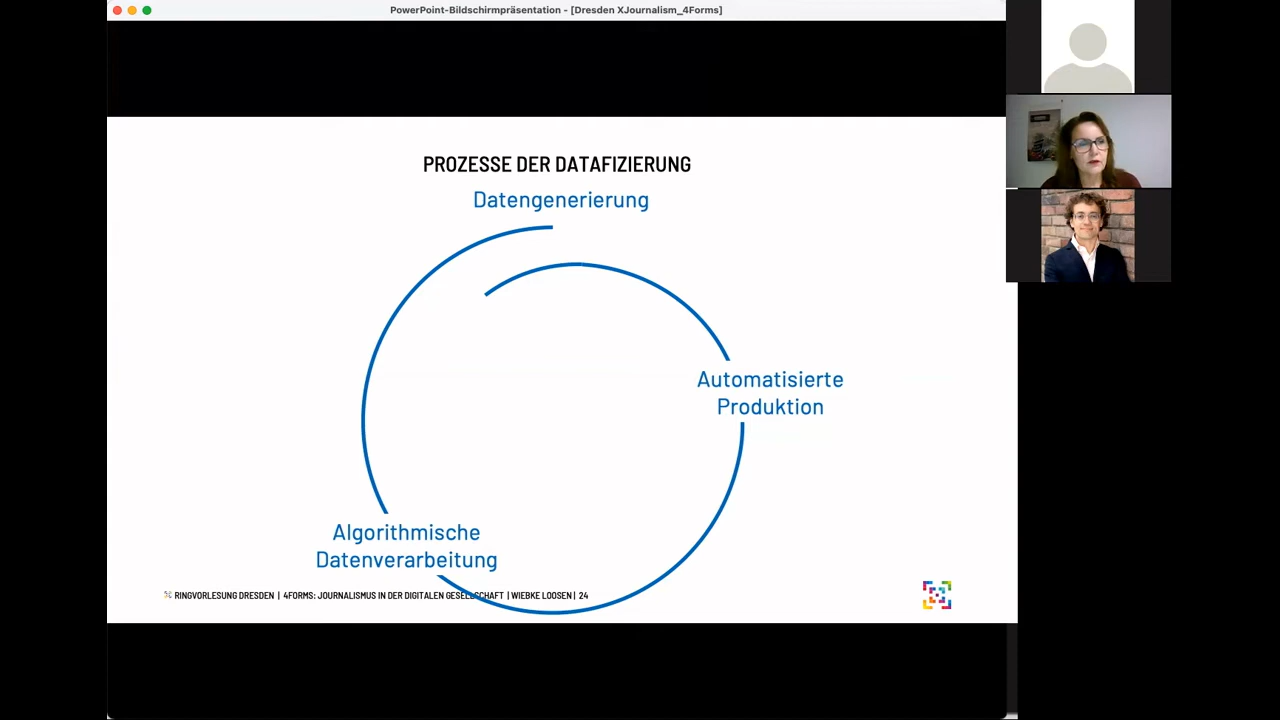 PowerPoint-Bildschirmpräsentation - [Dresden XJournalism_4Forms]
PROZESSE DER DATAFIZIERUNG
Datengenerierung
Automatisierte
Produktion
Algorithmische
Datenverarbeitung
RINGVORLESUNG DRESDEN | 4FORMS: JOURNALISMUS IN DER DIGITALEN GESELLSCHAFT | WIEBKE LOOSEN | 24